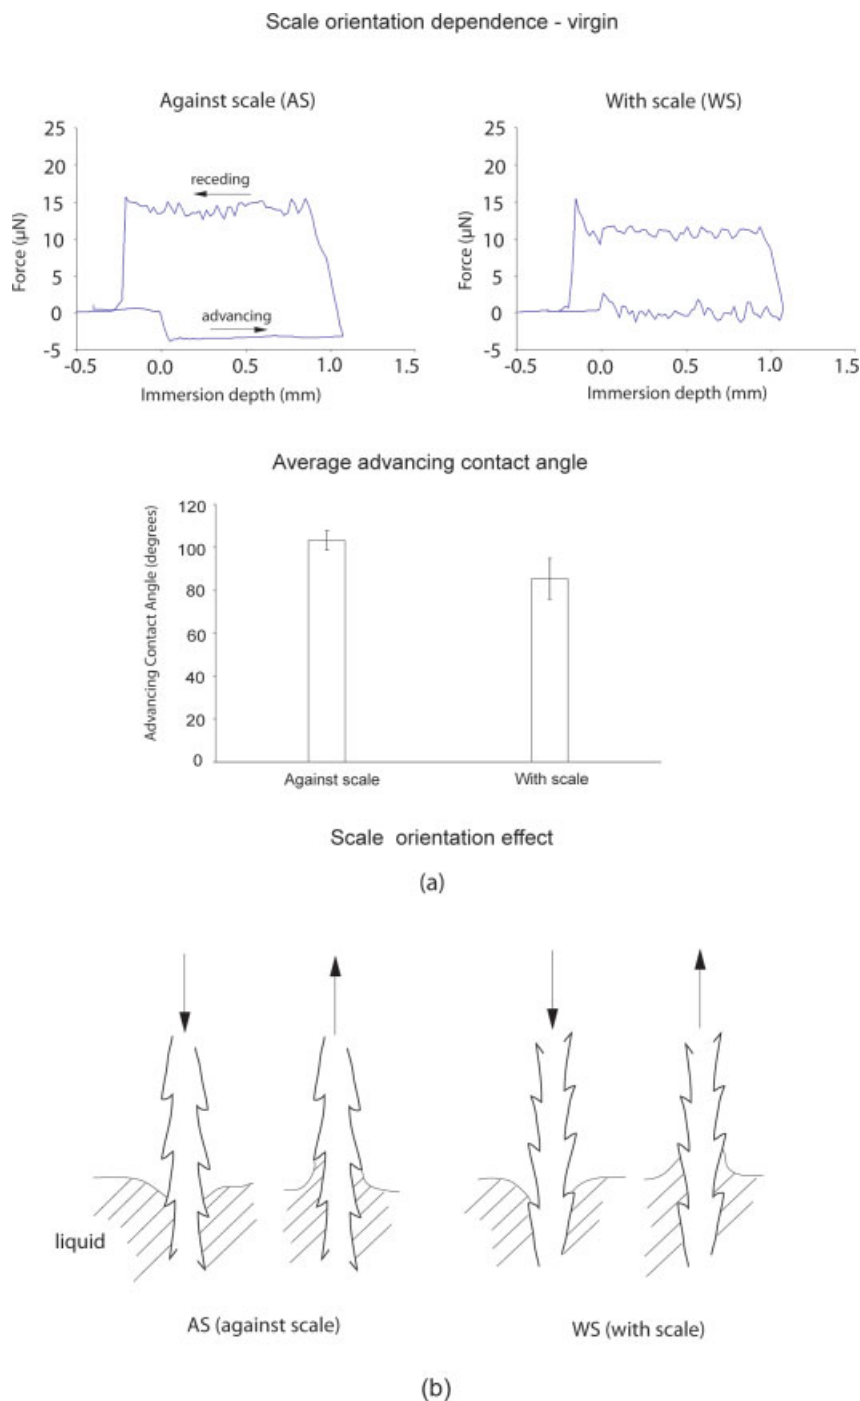 Scale orientation dependence - virgin
Against scale (AS)
25
20
15
10
5
0
-5
Force (µN)
receding
advancing
-0.5 0.0 0.5 1.0 1.5
Immersion depth (mm)
With scale (WS)
25
20
15
10
5
0
-5
Force (µN)
-0.5 0.0 0.5 1.0 1.5
Immersion depth (mm)
Average advancing contact angle
Advancing Contact Angle (degrees)
120
100
80
60
40
20
0
Against scale With scale
Scale orientation effect
(a)
liquid
AS (against scale) WS (with scale)
(b)